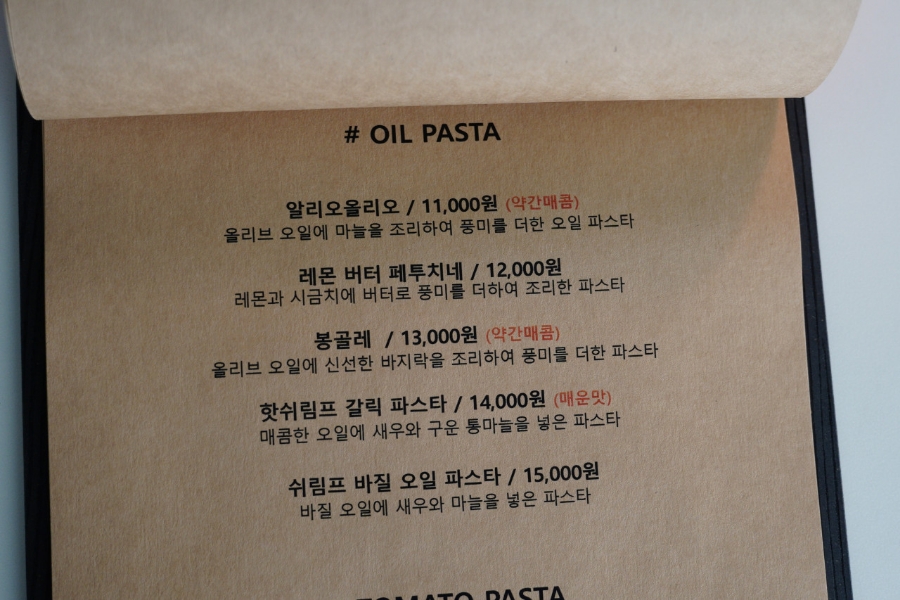 # OIL PASTA
알리오올리오 / 11,000원 (약간매콤)
올리브 오일에 마늘을 조리하여 풍미를 더한 오일 파스타
레몬 버터 페투치네 / 12,000원
레몬과 시금치에 버터로 풍미를 더하여 조리한 파스타
봉골레 / 13,000원 (약간매콤)
올리브 오일에 신선한 바지락을 조리하여 풍미를 더한 파스타
핫쉬림프 갈릭 파스타 / 14,000원 (매운맛)
매콤한 오일에 새우와 구운 통마늘을 넣은 파스타
쉬림프 바질 오일 파스타 / 15,000원
바질 오일에 새우와 마늘을 넣은 파스타
TOMATO PASTA